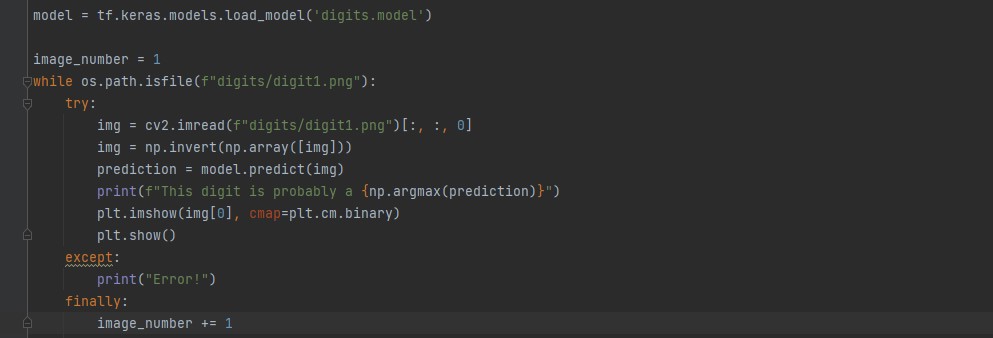 model = tf.keras.models.load_model('digits.model')

image_number = 1
while os.path.isfile(f"digits/digit1.png"):
    try:
        img = cv2.imread(f"digits/digit1.png")[:, :, 0]
        img = np.invert(np.array([img]))
        prediction = model.predict(img)
        print(f"This digit is probably a {np.argmax(prediction)}")
        plt.imshow(img[0], cmap=plt.cm.binary)
        plt.show()
    except:
        print("Error!")
    finally:
        image_number += 1